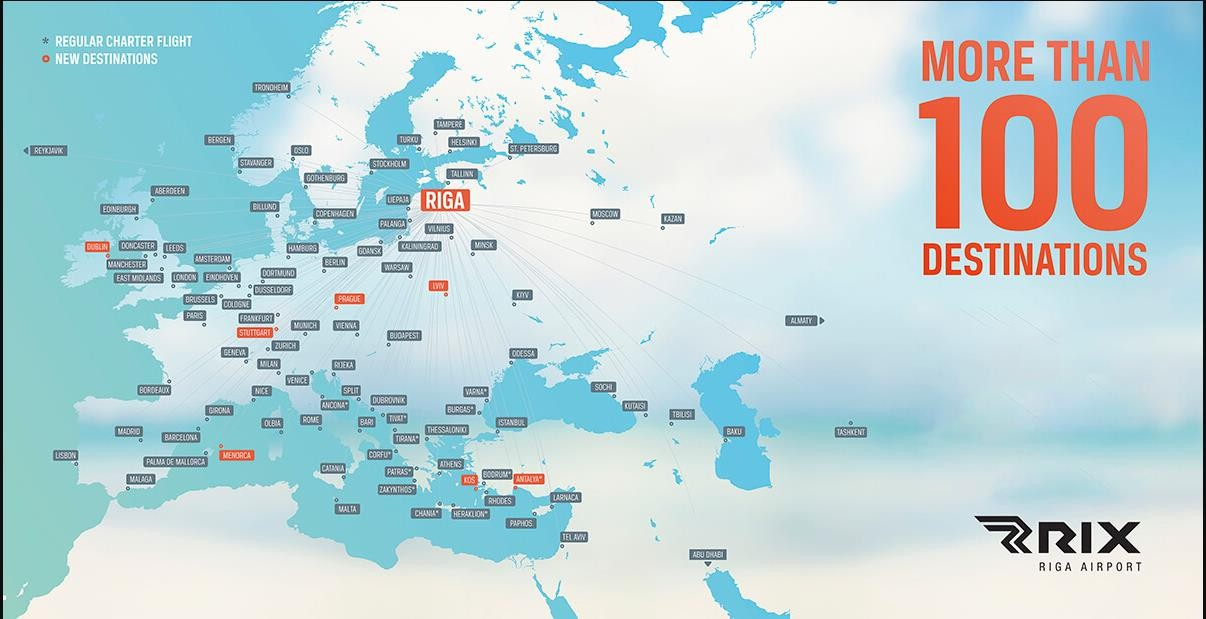 * REGULAR CHARTER FLIGHT
NEW DESTINATIONS
MORE THAN
100
DESTINATIONS
TRONDHEIM
TAMPERE
BERGEN
TURKU
HELSINKI
REYKJAVIK
OSLO
ST. PETERSBURG
STAVANGER
STOCKHOLM
GOTHENBURG
TALLINN
ABERDEEN
LIEPAJA
RIGA
EDINBURGH
BILLUND
COPENHAGEN
MOSCOW
KAZAN
PALANGA
VILNIUS
DUBLIN
DONCASTER
LEEDS
HAMBURG
GDANSK
KALININGRAD
MINSK
MANCHESTER
AMSTERDAM
BERLIN
WARSAW
EAST MIDLANDS
LONDON
EINDHOVEN
DORTMUND
DUSSELDORF
LVIV
BRUSSELS
COLOGNE
PRAGUE
KIYV
PARIS
FRANKFURT
ALMATY
STUTTGART
MUNICH
VIENNA
BUDAPEST
GENEVA
ZURICH
ODESSA
MILAN
RIJEKA
VENICE
BORDEAUX
NICE
SPLIT
VARNA*
SOCHI
ANCONA*
DUBROVNIK
GIRONA
BURGAS*
KUTAISI
TBILISI
OLBIA
ROME
BARI
TIVAT*
ISTANBUL
MADRID
BARCELONA
TIRANA*
THESSALONIKI
BAKU
TASHKENT
LISBON
MENORCA
CORFU*
PALMA DE MALLORCA
CATANIA
PATRAS*
ATHENS
MALAGA
KOS
BODRUM*
ANTALYA*
ZAKYNTHOS*
RHODES
LARNACA
MALTA
CHANIA*
HERAKLION*
PAPHOS
TEL AVIV
ABU DHABI
RIX
RIGA AIRPORT